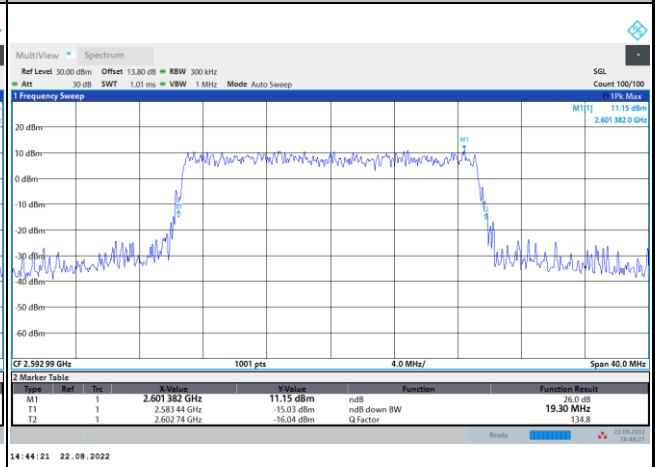 MultiView Spectrum
Ref Level 30.00 dBm Offset 13.80 dB RBW 300 kHz SGL
Att 30 dB SWT 1.01 ms VBW 1 MHz Mode Auto Sweep Count 100/100
1 Frequency Sweep 1Pk Max
M1[1] 11.15 dBm
2.601 382 0 GHz
20 dBm
M1
10 dBm
0 dBm
-10 dBm
-20 dBm
-30 dBm
-40 dBm
-50 dBm
-60 dBm
CF 2.592 99 GHz 1001 pts 4.0 MHz/ Span 40.0 MHz
2 Marker Table
Type Ref Trc X-Value Y-Value Function Function Result
M1 1 2.601 382 GHz 11.15 dBm ndB 26.0 dB
T1 1 2.583 44 GHz -15.03 dBm ndB down BW 19.30 MHz
T2 1 2.602 74 GHz -16.04 dBm Q Factor 134.8
Ready 22.08.2022
14:44:21
14:44:21 22.08.2022